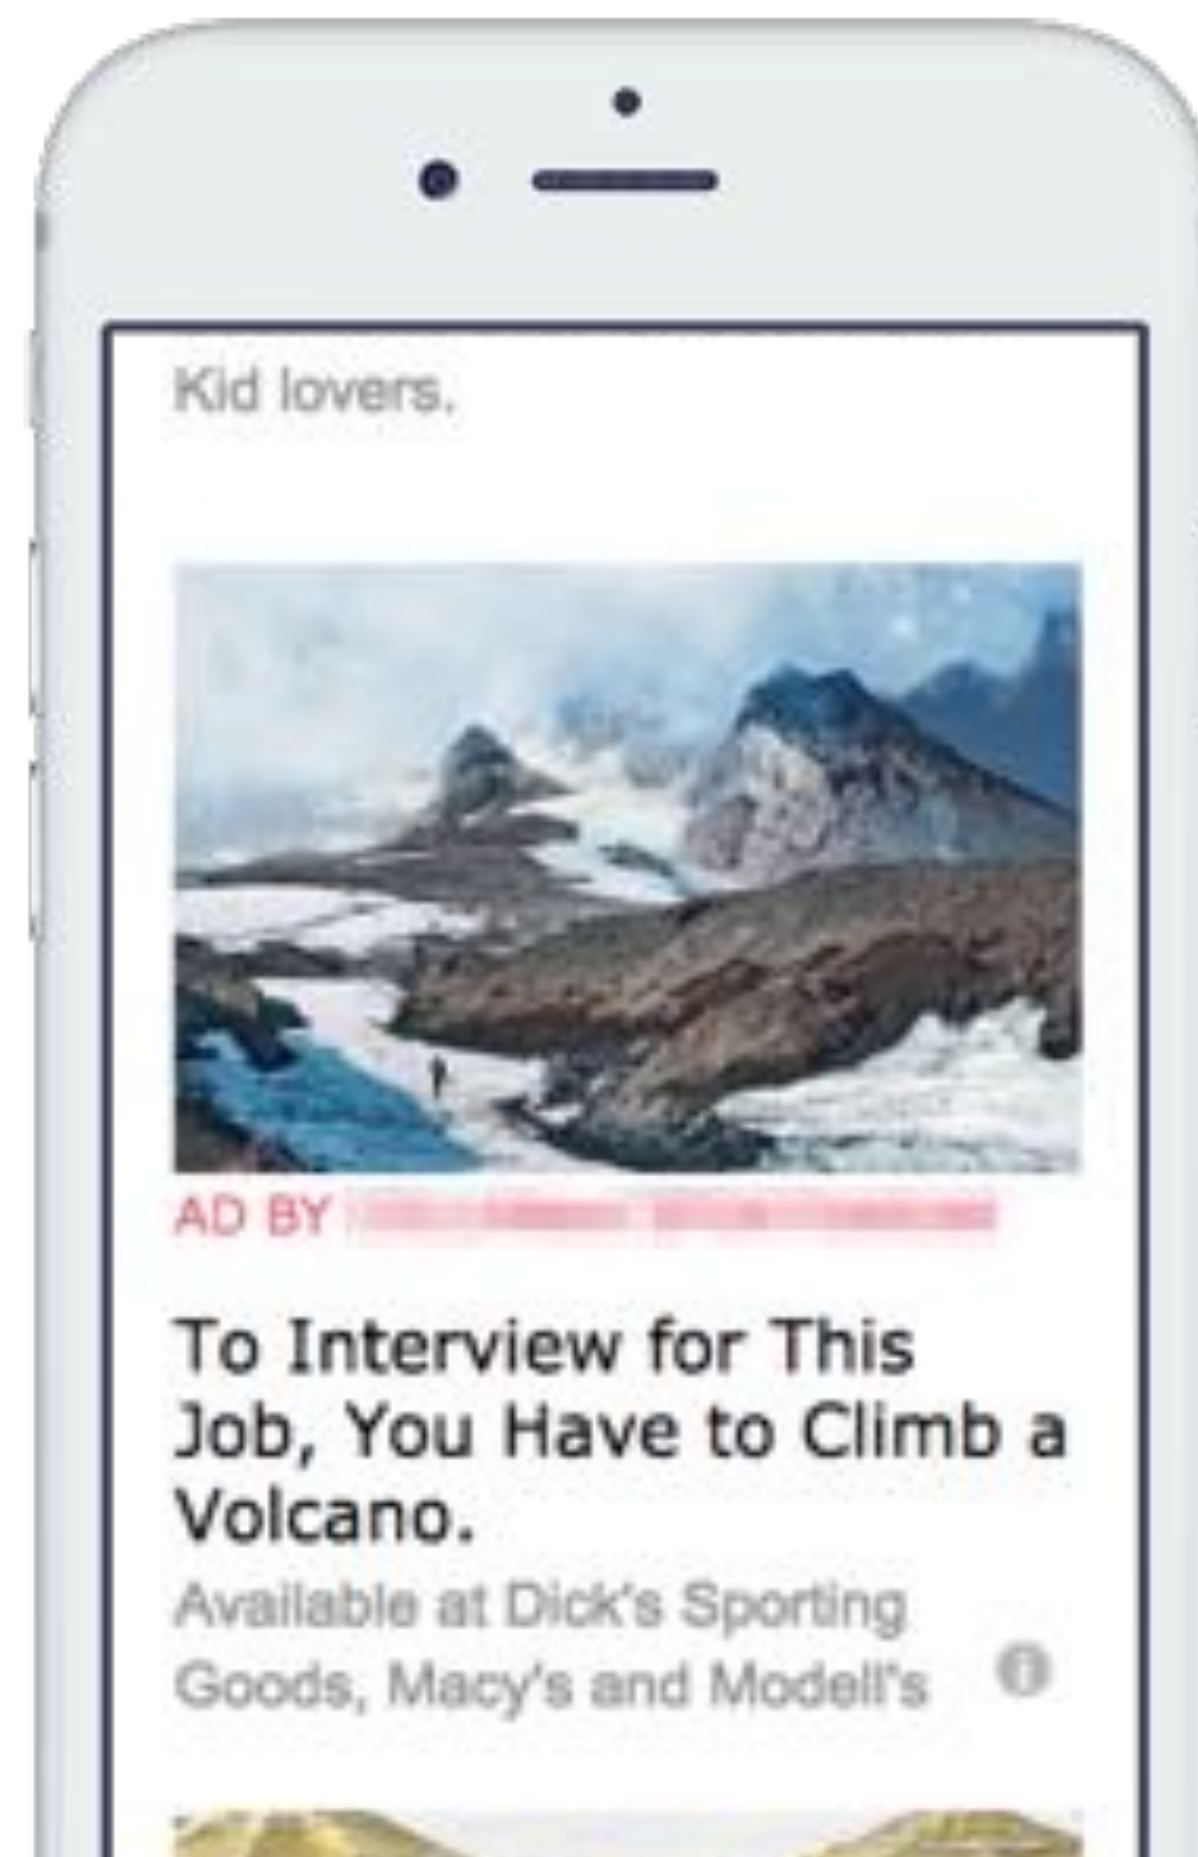 Kid lovers.
AD BY
To Interview for This
Job, You Have to Climb a
Volcano.
Available at Dick's Sporting
Goods, Macy's and Modell's